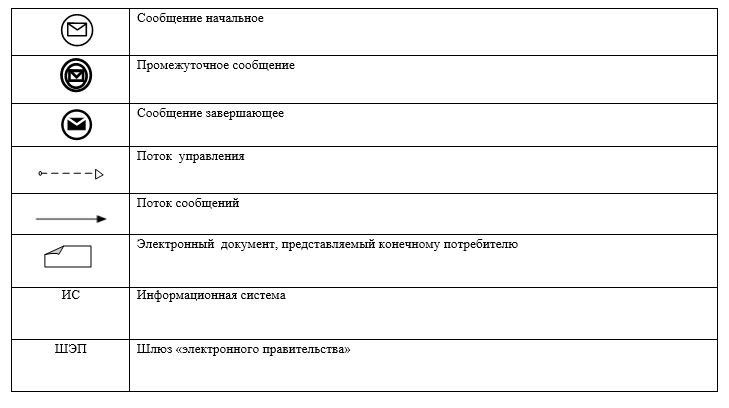 Сообщение начальное
Промежуточное сообщение
Сообщение завершающее
Поток управления
Поток сообщений
Электронный документ, представляемый конечному потребителю
ИС Информационная система
ШЭП Шлюз «электронного правительства»